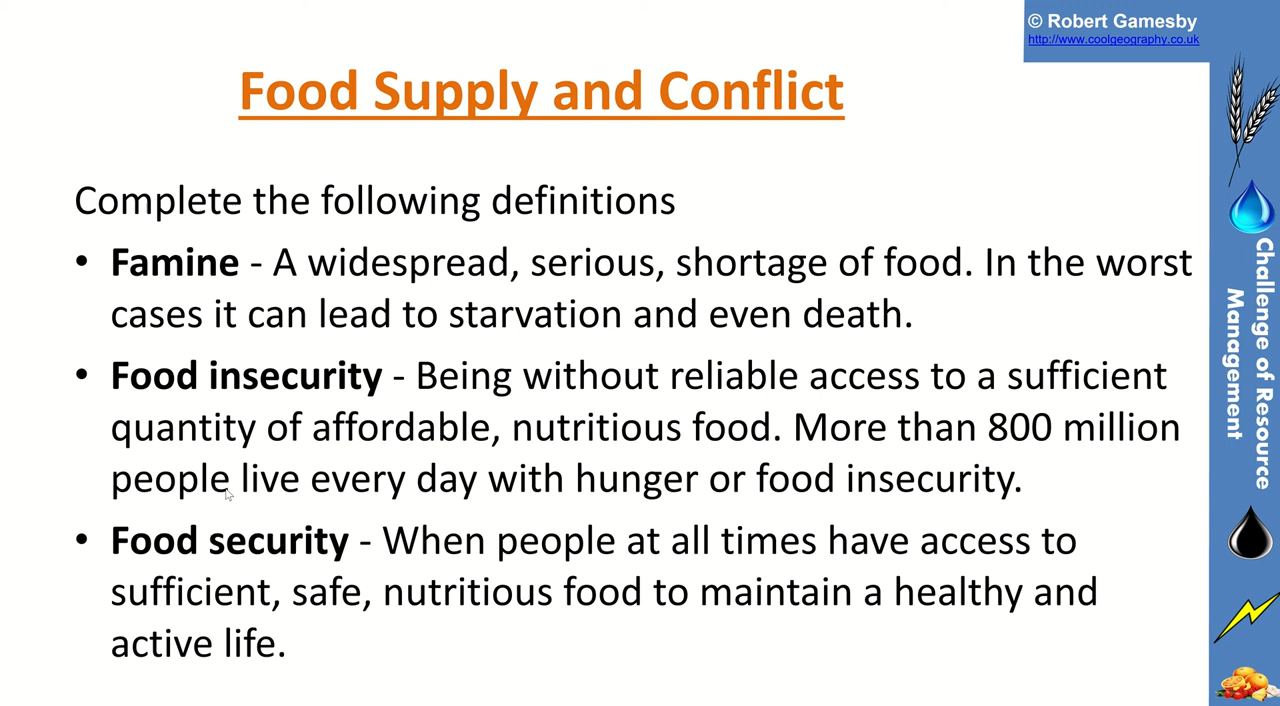 © Robert Gamesby
http://www.coolgeography.co.uk
Food Supply and Conflict
Complete the following definitions
• Famine - A widespread, serious, shortage of food. In the worst
cases it can lead to starvation and even death.
• Food insecurity - Being without reliable access to a sufficient
quantity of affordable, nutritious food. More than 800 million
people live every day with hunger or food insecurity.
• Food security - When people at all times have access to
sufficient, safe, nutritious food to maintain a healthy and
active life.
Challenge of Resource
Management